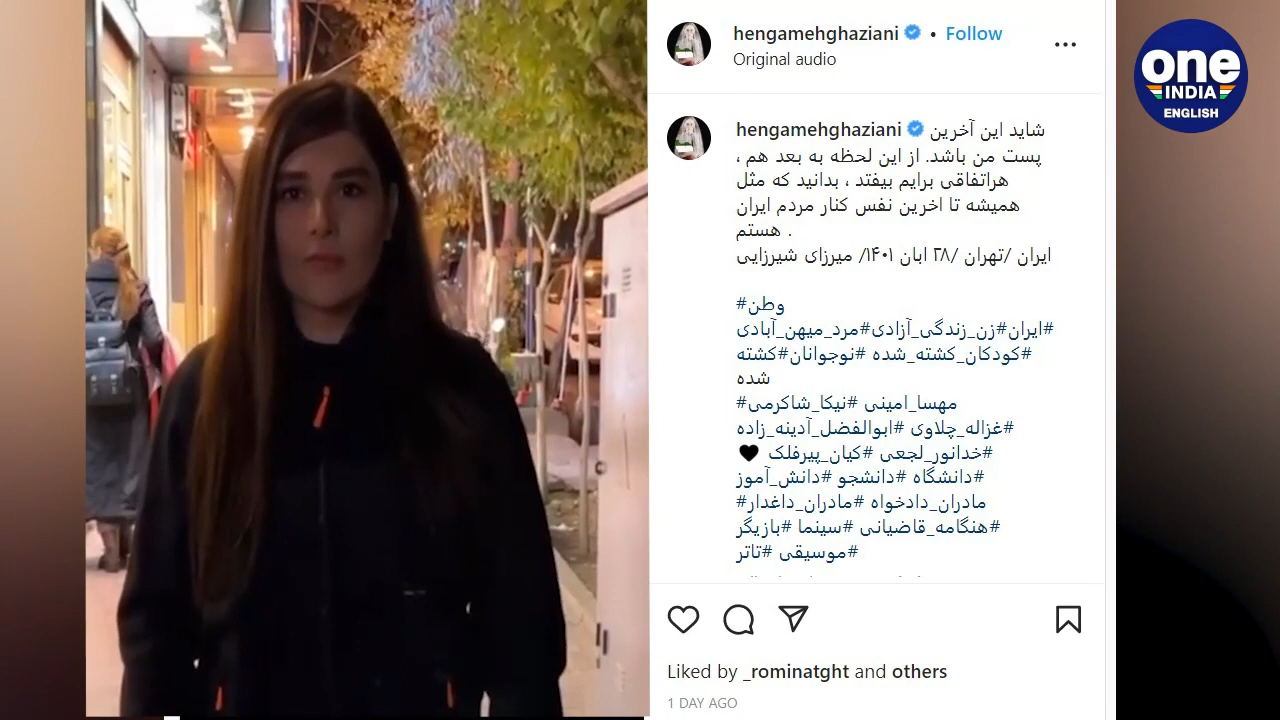 hengamehghaziani • Follow
Original audio
hengamehghaziani شاید این آخرین
پست من باشد. از این لحظه به بعد هم ،
هراتفاقی برایم بیفتد ، بدانید که مثل
همیشه تا اخرین نفس کنار مردم ایران
هستم .
ایران /تهران /۲۸ ابان ۱۴۰۱/ میرزای شیرزایی
#وطن
#ایران#زن_زندگی_آزادی#مرد_میهن_آبادی
#کودکان_کشته_شده #نوجوانان#کشته
شده
#مهسا_امینی #نیکا_شاکرمی
#غزاله_چلاوی #ابوالفضل_آدینه_زاده
#خدانور_لجعی #کیان_پیرفلک 🖤
#دانشگاه #دانشجو #دانش_آموز
#مادران_دادخواه #مادران_داغدار
#هنگامه_قاضیانی #سینما #بازیگر
#موسیقی #تاتر
Liked by _rominatght and others
1 DAY AGO
one
INDIA
ENGLISH